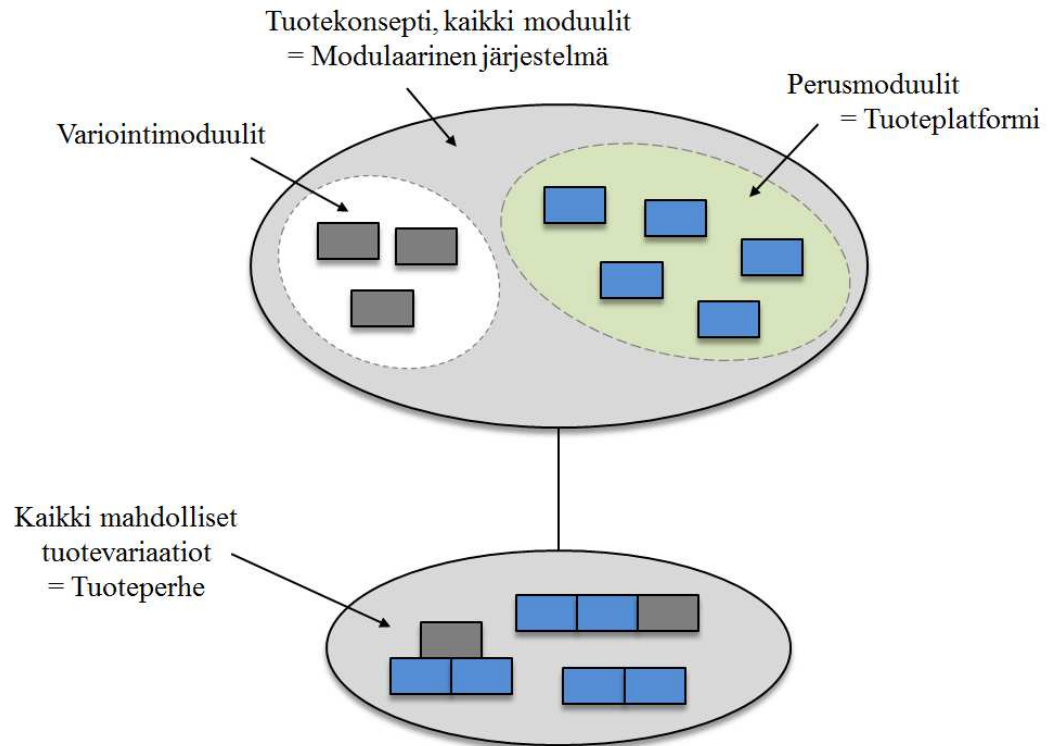 Tuotekonsepti, kaikki moduulit
= Modulaarinen järjestelmä
Perusmoduulit
= Tuoteplatformi
Variointimoduulit
Kaikki mahdolliset
tuotevariaatiot
= Tuoteperhe